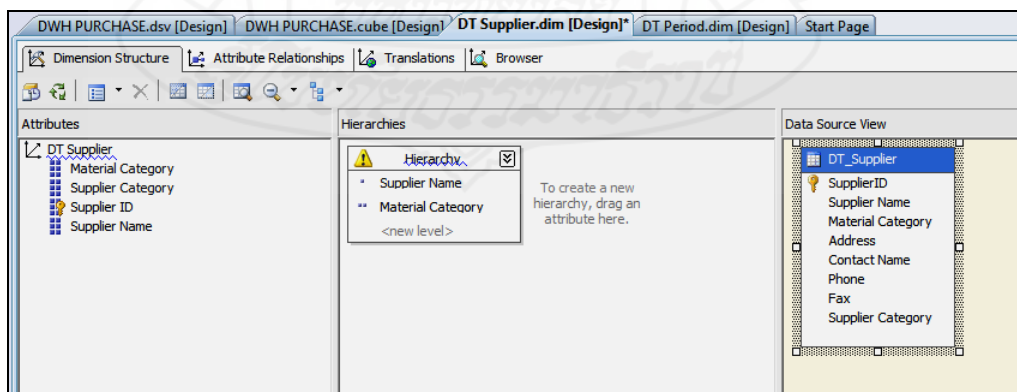 DWH PURCHASE.dsv [Design] DWH PURCHASE.cube [Design] DT Supplier.dim [Design]* DT Period.dim [Design] Start Page
Dimension Structure Attribute Relationships Translations Browser
Attributes
DT Supplier
Material Category
Supplier Category
Supplier ID
Supplier Name
Hierarchies
Hierarchy
Supplier Name
Material Category
<new level>
To create a new
hierarchy, drag an
attribute here.
Data Source View
DT_Supplier
SupplierID
Supplier Name
Material Category
Address
Contact Name
Phone
Fax
Supplier Category